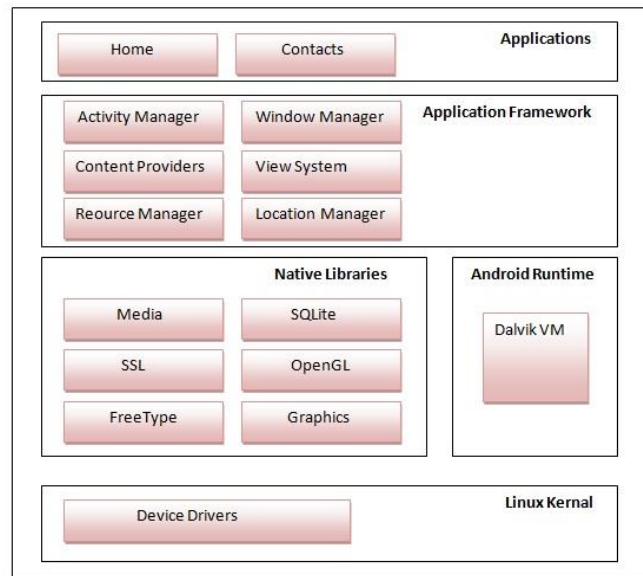 Applications
Home Contacts
Application Framework
Activity Manager Window Manager
Content Providers View System
Reource Manager Location Manager
Native Libraries
Media SQLite
SSL OpenGL
FreeType Graphics
Android Runtime
Dalvik VM
Linux Kernel
Device Drivers